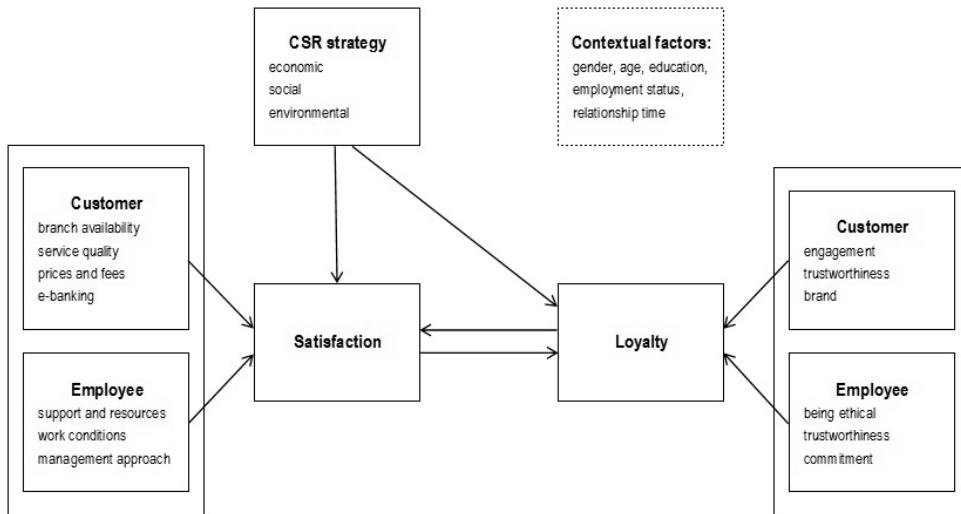 CSR strategy
economic
social
environmental
Contextual factors:
gender, age, education,
employment status,
relationship time
Customer
branch availability
service quality
prices and fees
e-banking
Employee
support and resources
work conditions
management approach
Satisfaction
Loyalty
Customer
engagement
trustworthiness
brand
Employee
being ethical
trustworthiness
commitment